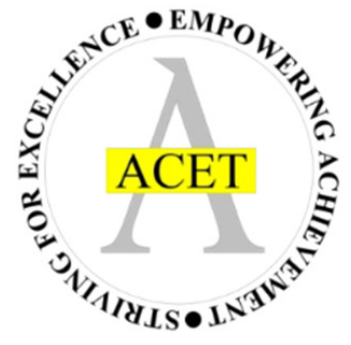 STRIVING FOR EXCELLENCE ● EMPOWERING ACHIEVEMENT ●
A
ACET